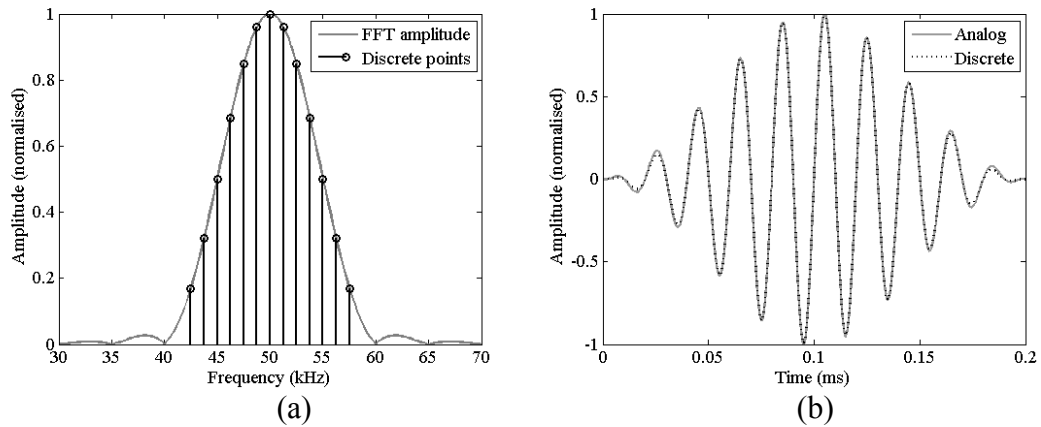 1
0.8
0.6
0.4
0.2
0
Amplitude (normalised)
FFT amplitude
Discrete points
30 35 40 45 50 55 60 65 70
Frequency (kHz)
(a)
1
0.5
0
-0.5
-1
Amplitude (normalised)
Analog
Discrete
0 0.05 0.1 0.15 0.2
Time (ms)
(b)